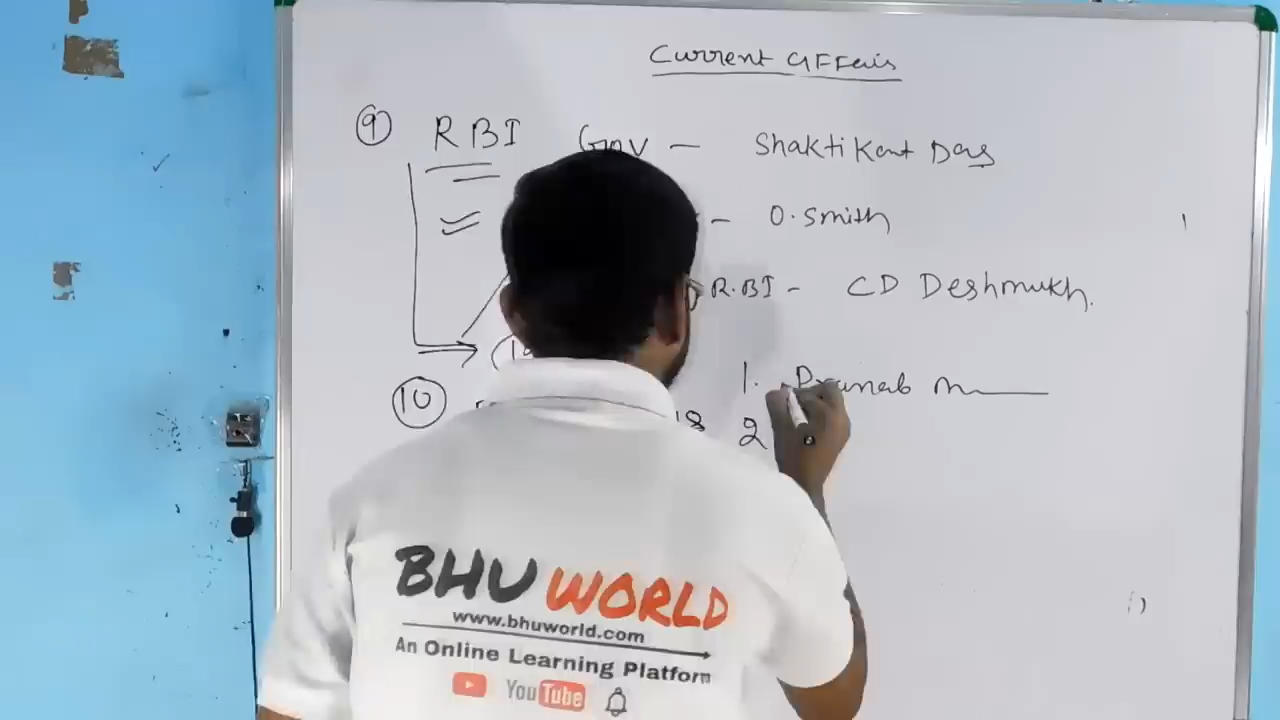 Current Affairs
9 RBI Gov - Shaktikant Das
- O. Smith
R.BI - CD Deshmukh.
1. Pranab M
10 18 2
BHU WORLD
www.bhuworld.com
An Online Learning Platform
YouTube